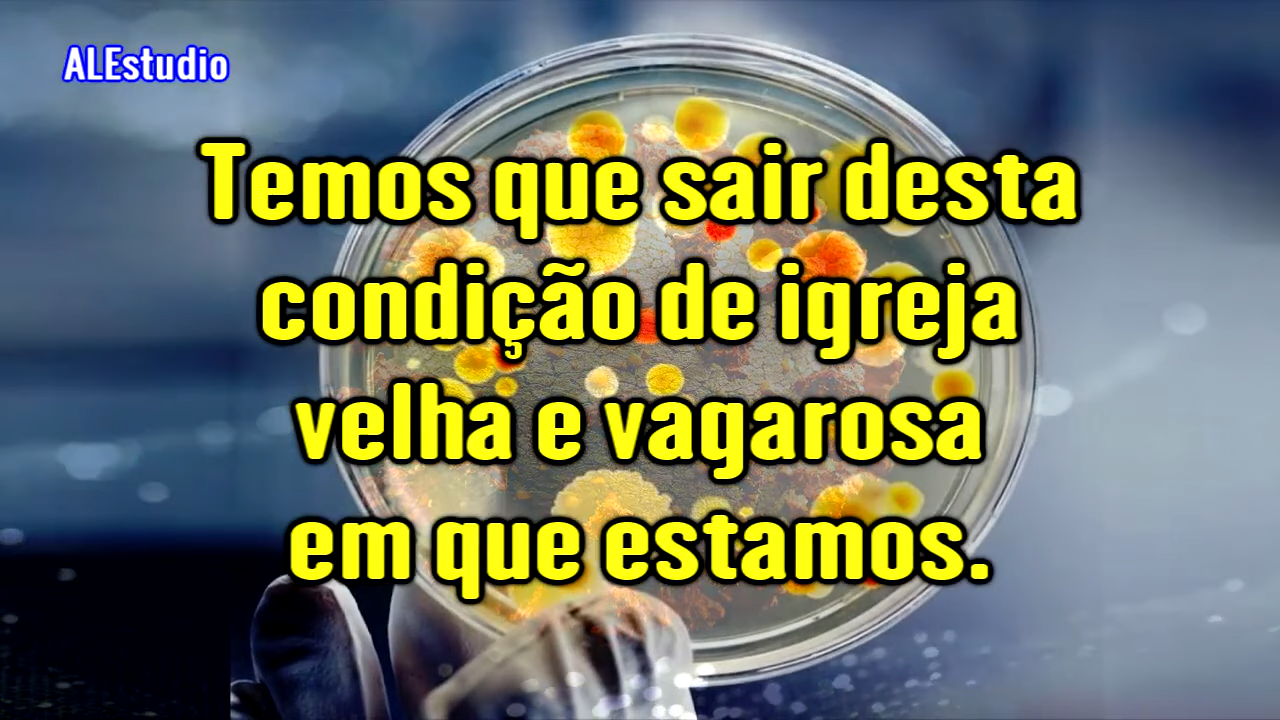 ALEstudio
Temos que sair desta
condição de igreja
velha e vagarosa
em que estamos.